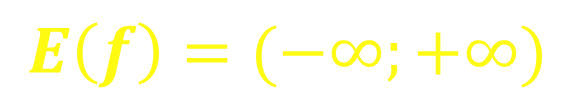 E(f) = (−∞; +∞)